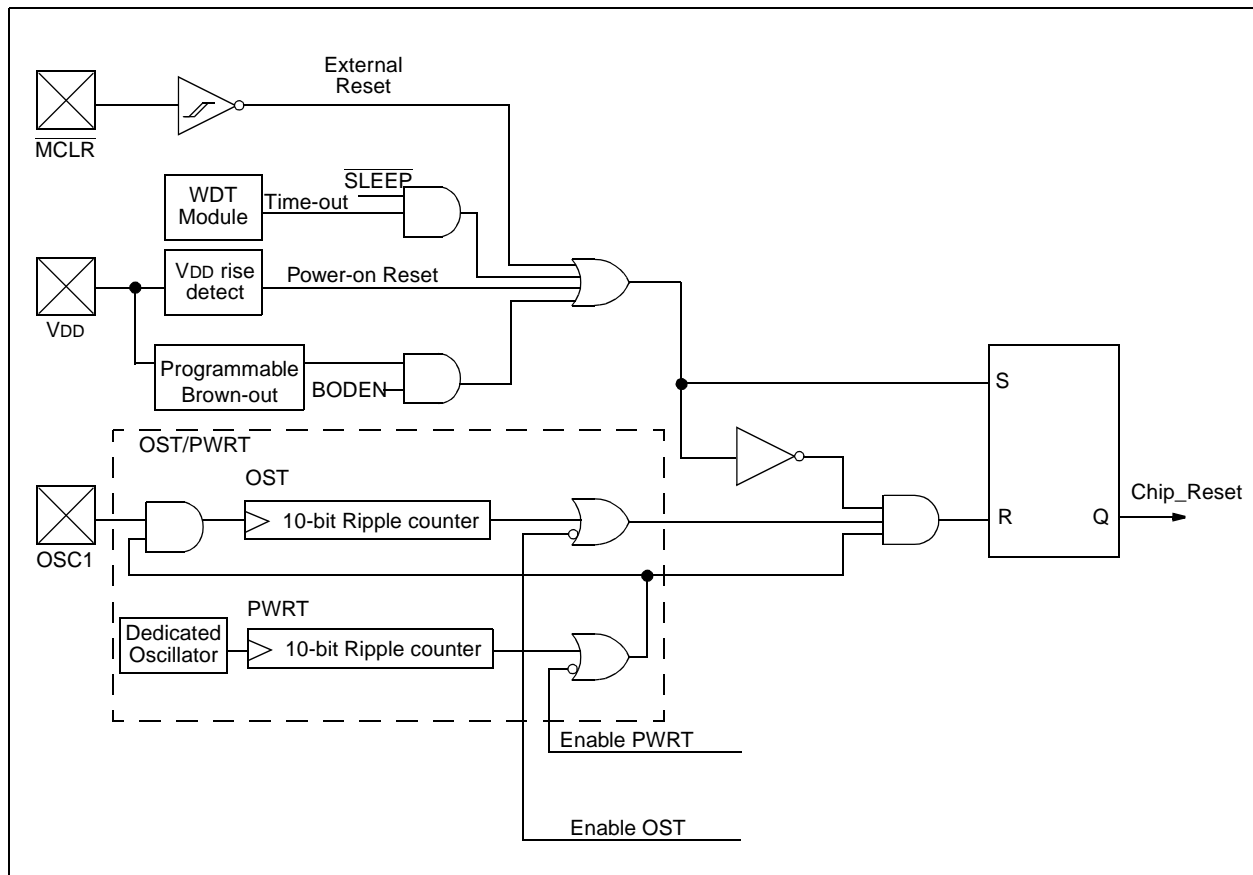 External
Reset
MCLR
SLEEP
WDT
Module
Time-out
VDD rise
detect
Power-on Reset
VDD
Programmable
Brown-out
BODEN
S
OST/PWRT
OST
10-bit Ripple counter
OSC1
Chip_Reset
R
Q
PWRT
Dedicated
Oscillator
10-bit Ripple counter
Enable PWRT
Enable OST